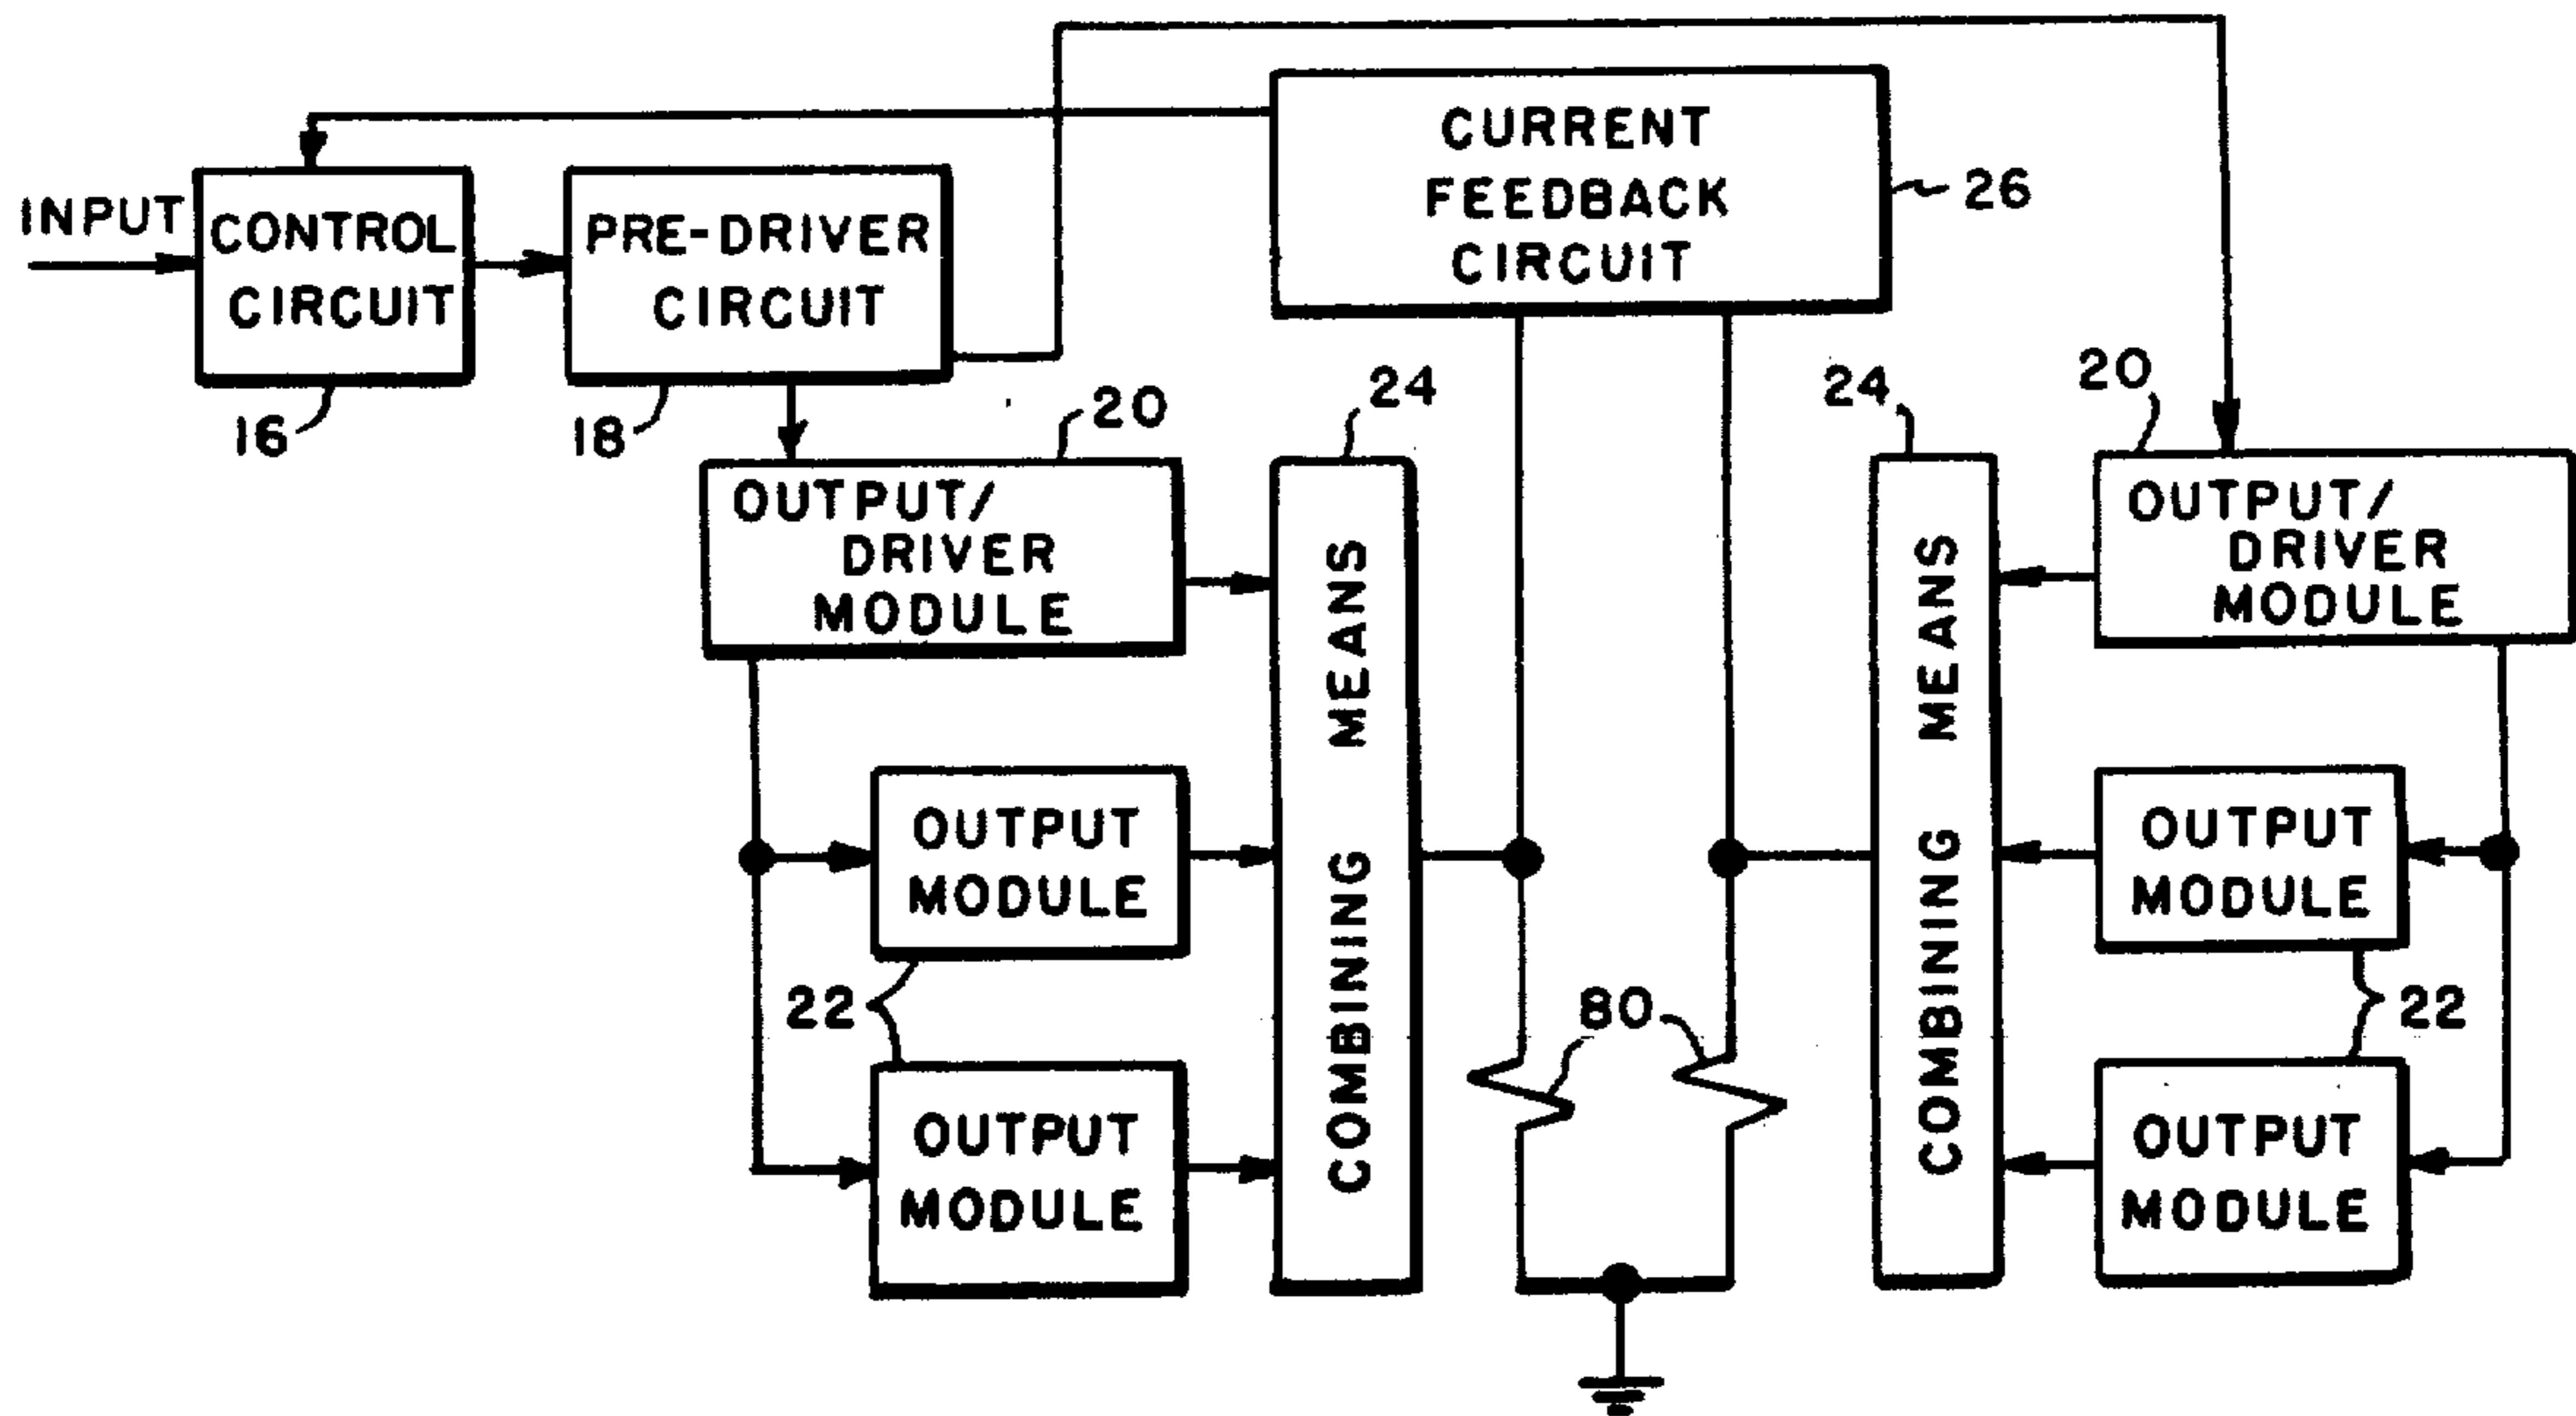 CURRENT
FEEDBACK
CIRCUIT
26
INPUT
CONTROL
CIRCUIT
16
PRE-DRIVER
CIRCUIT
18
20
OUTPUT/
DRIVER
MODULE
24
COMBINING MEANS
24
COMBINING MEANS
20
OUTPUT/
DRIVER
MODULE
OUTPUT
MODULE
22
OUTPUT
MODULE
80
OUTPUT
MODULE
22
OUTPUT
MODULE